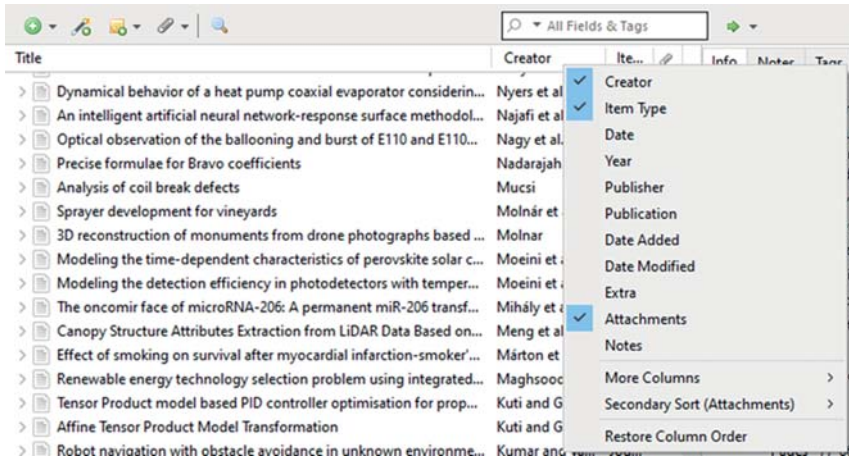 All Fields & Tags
Title Creator Ite... Info Notes Tags
Dynamical behavior of a heat pump coaxial evaporator considerin... Nyers et al
An intelligent artificial neural network-response surface methodol... Najafi et al
Optical observation of the ballooning and burst of E110 and E110... Nagy et al.
Precise formulae for Bravo coefficients Nadarajah
Analysis of coil break defects Mucsi
Sprayer development for vineyards Molnár et
3D reconstruction of monuments from drone photographs based ... Molnar
Modeling the time-dependent characteristics of perovskite solar c... Moeini et
Modeling the detection efficiency in photodetectors with temper... Moeini et
The oncomir face of microRNA-206: A permanent miR-206 transf... Mihály et
Canopy Structure Attributes Extraction from LiDAR Data Based on... Meng et al
Effect of smoking on survival after myocardial infarction-smoker'... Márton et
Renewable energy technology selection problem using integrated... Maghsood
Tensor Product model based PID controller optimisation for prop... Kuti and G
Affine Tensor Product Model Transformation Kuti and G
Robot navigation with obstacle avoidance in unknown environme... Kumar and
Creator
Item Type
Date
Year
Publisher
Publication
Date Added
Date Modified
Extra
Attachments
Notes
More Columns
Secondary Sort (Attachments)
Restore Column Order